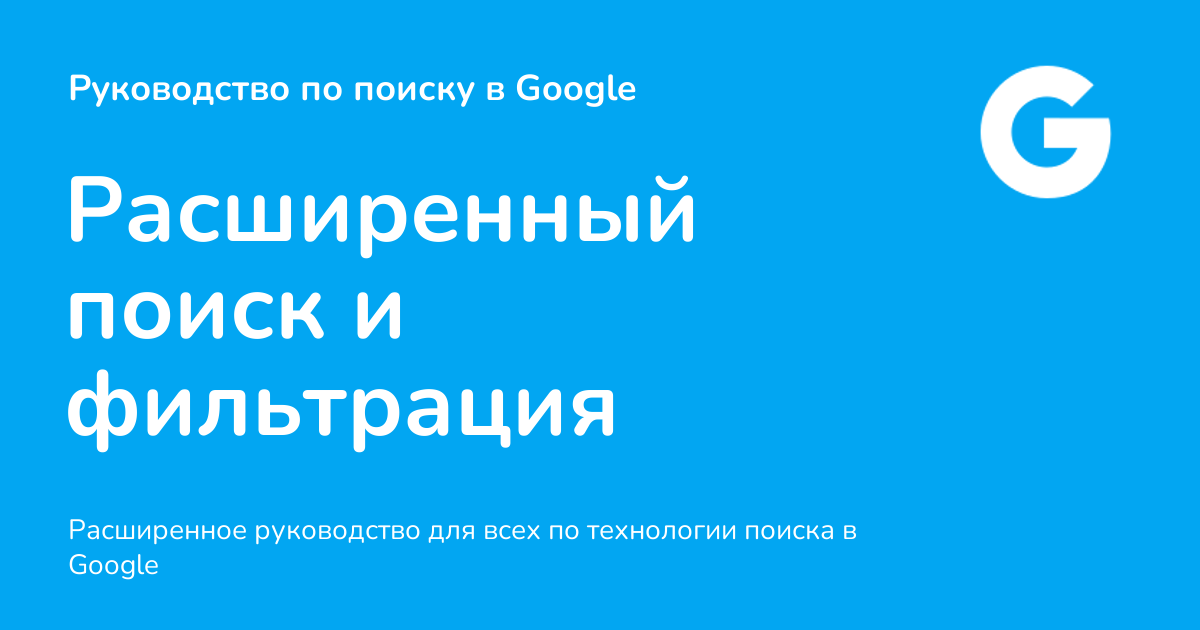 Руководство по поиску в Google
Расширенный
поиск и
фильтрация
Расширенное руководство для всех по технологии поиска в
Google